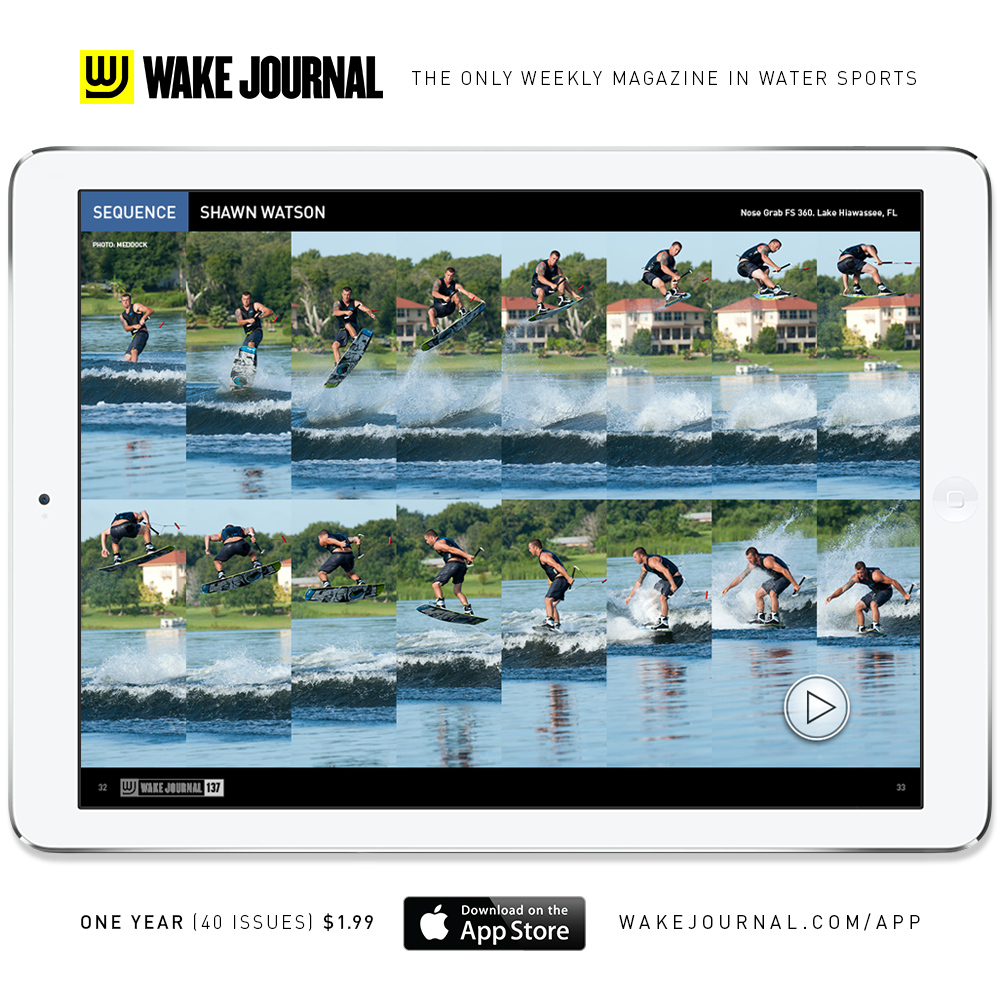 WJ WAKE JOURNAL THE ONLY WEEKLY MAGAZINE IN WATER SPORTS
SEQUENCE SHAWN WATSON Nose Grab FS 360. Lake Hiawassee, FL
PHOTO: MEDDOCK
32 WJ WAKE JOURNAL 137 33
ONE YEAR (40 ISSUES) $1.99 Download on the App Store WAKEJOURNAL.COM/APP